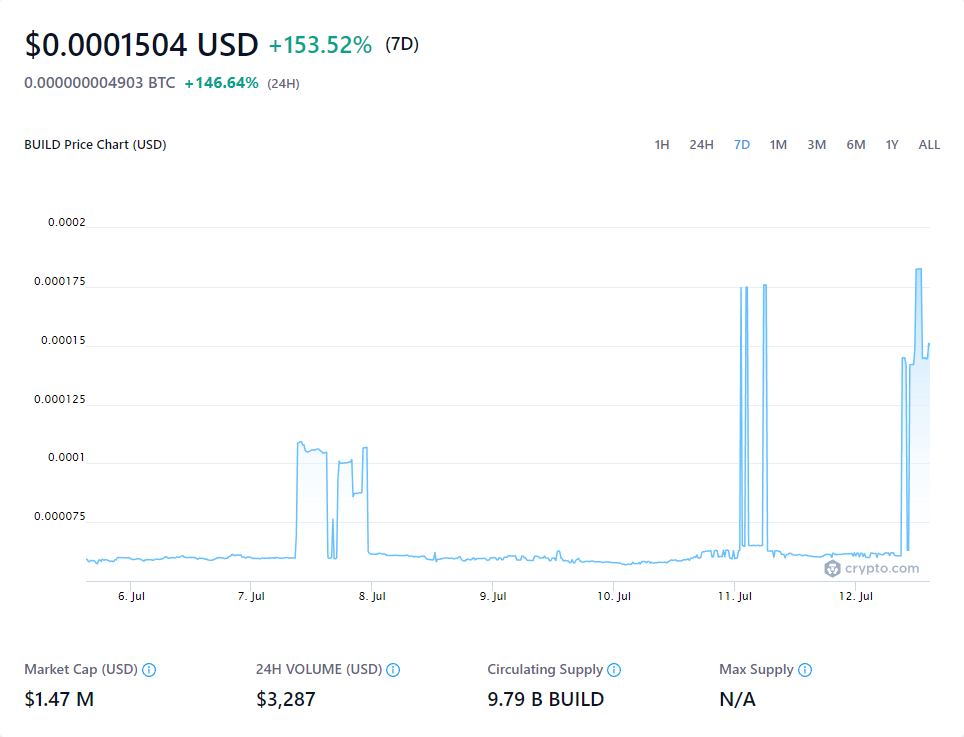 $0.0001504 USD +153.52% (7D)
0.000000004903 BTC +146.64% (24H)
BUILD Price Chart (USD) 1H 24H 7D 1M 3M 6M 1Y ALL
0.0002
0.000175
0.00015
0.000125
0.0001
0.000075
crypto.com
6. Jul 7. Jul 8. Jul 9. Jul 10. Jul 11. Jul 12. Jul
Market Cap (USD) 24H VOLUME (USD) Circulating Supply Max Supply
$1.47 M $3,287 9.79 B BUILD N/A